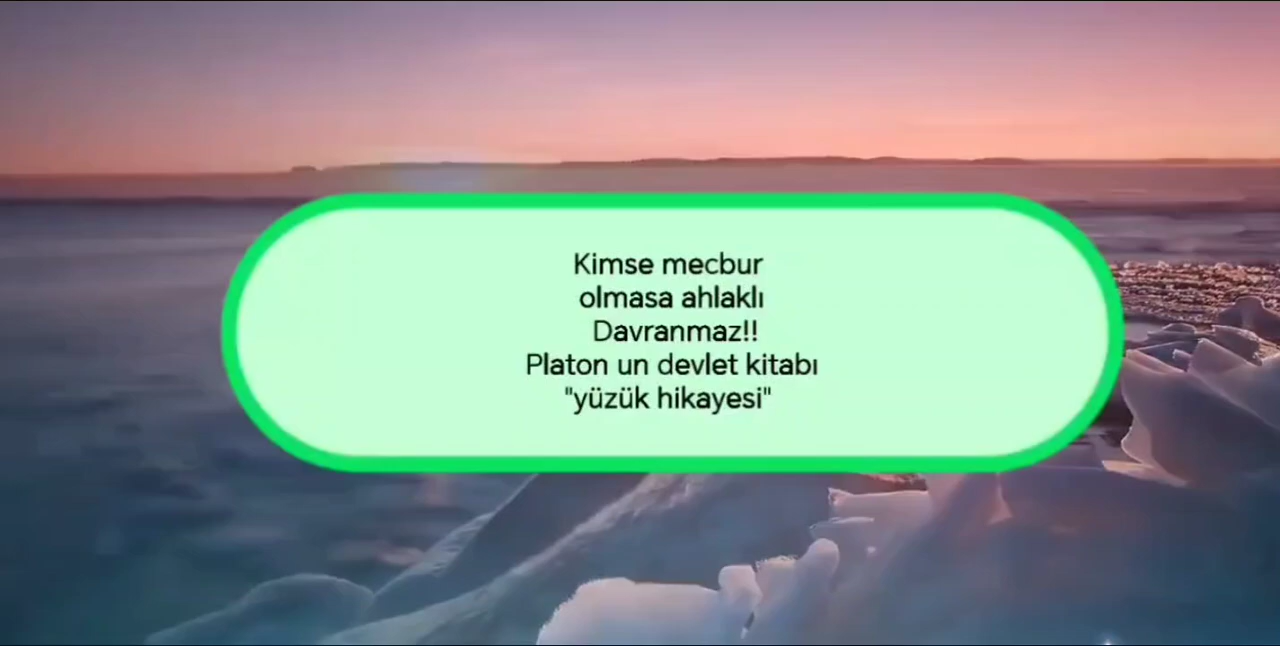 Kimse mecbur
olmasa ahlaklı
Davranmaz!!
Platon un devlet kitabı
"yüzük hikayesi"